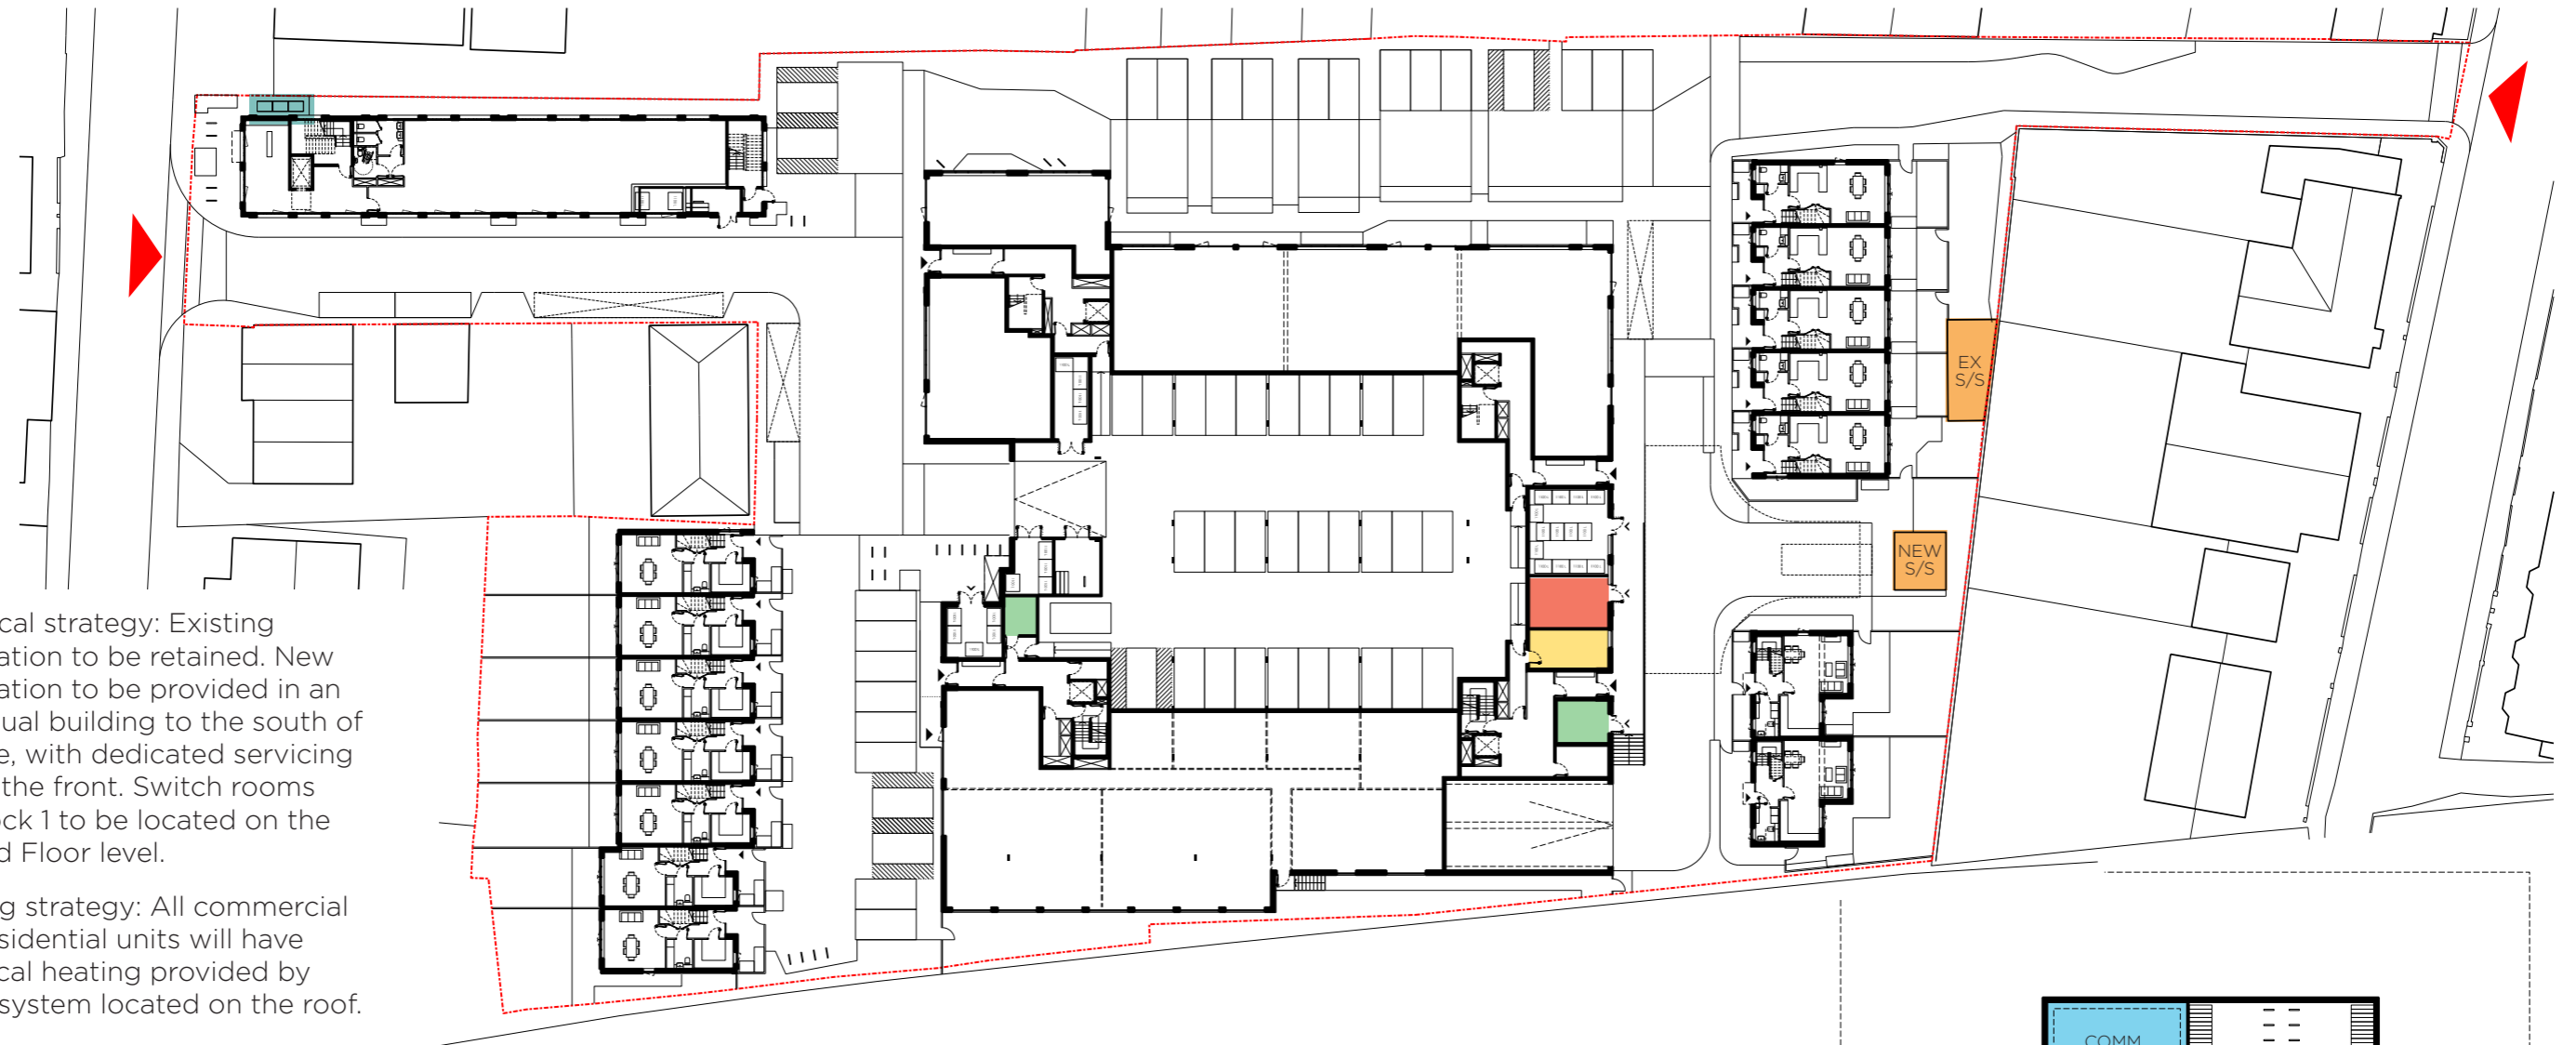 EX
S/S
NEW
S/S
cal strategy: Existing
ation to be retained. New
ation to be provided in an
ual building to the south of
e, with dedicated servicing
the front. Switch rooms
ock 1 to be located on the
d Floor level.
g strategy: All commercial
sidential units will have
cal heating provided by
system located on the roof.
COMM